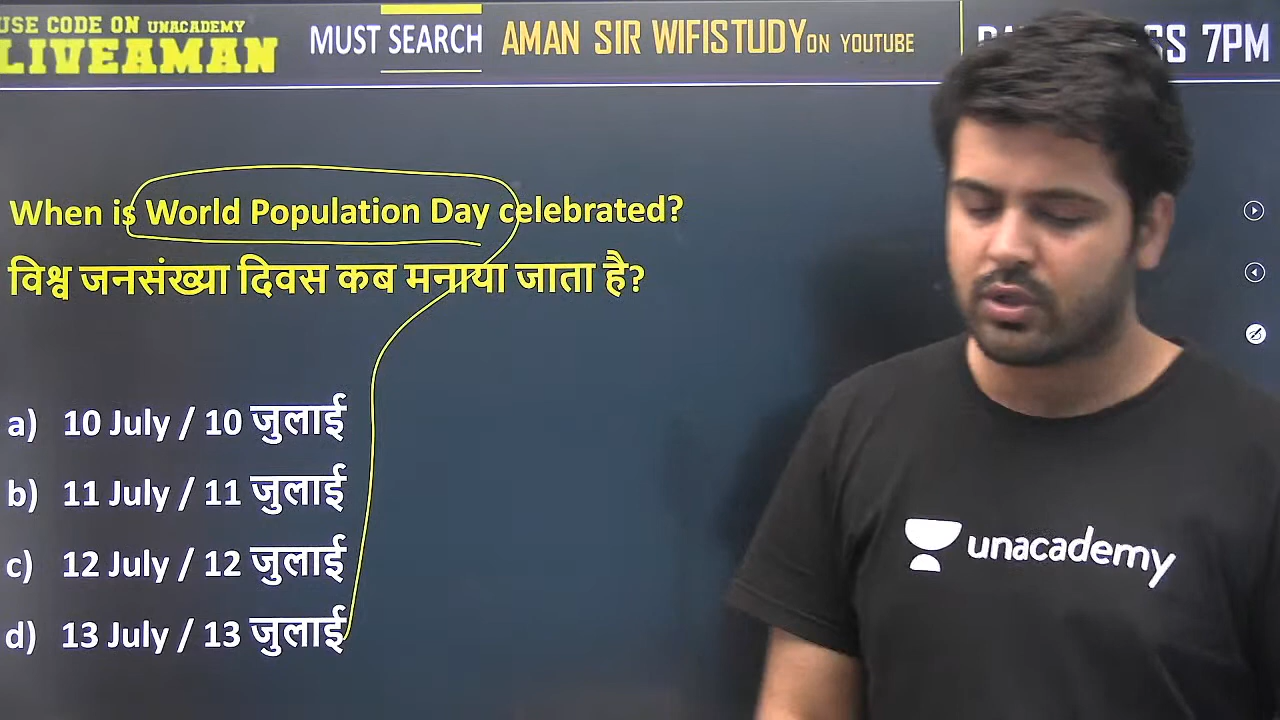 USE CODE ON UNACADEMY
LIVEAMAN
MUST SEARCH AMAN SIR WIFISTUDY ON YOUTUBE
7PM
When is World Population Day celebrated?
विश्व जनसंख्या दिवस कब मनाया जाता है?
a) 10 July / 10 जुलाई
b) 11 July / 11 जुलाई
c) 12 July / 12 जुलाई
d) 13 July / 13 जुलाई
unacademy